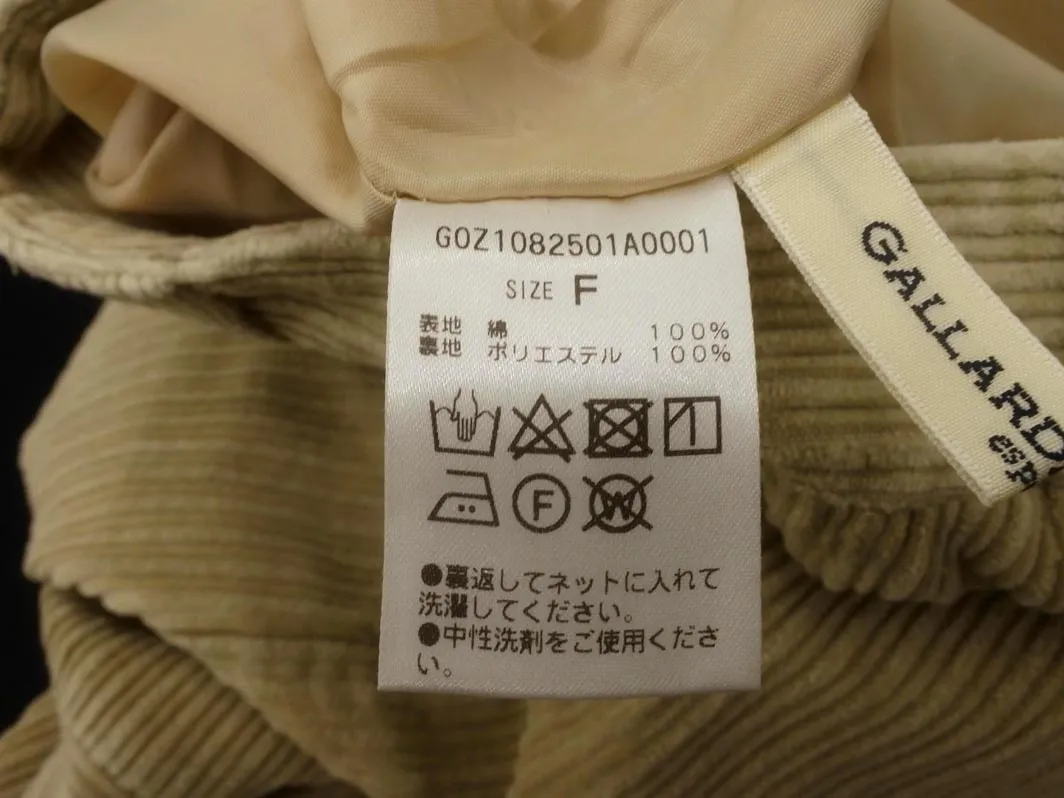 G0Z1082501A0001
SIZE F
表地 綿 100%
裏地 ポリエステル 100%
F
W
●裏返してネットに入れて
洗濯してください。
●中性洗剤をご使用くださ
い。
GALLARD
esp